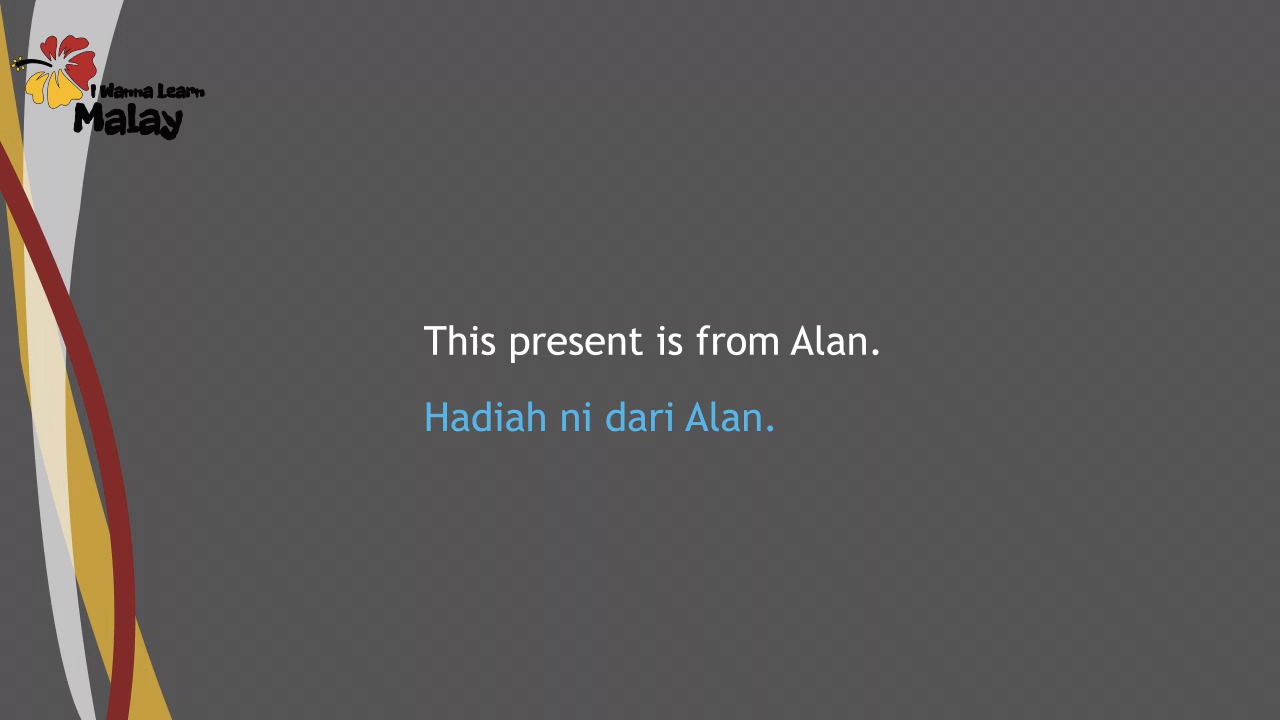 I Wanna Learn
Malay
This present is from Alan.
Hadiah ni dari Alan.